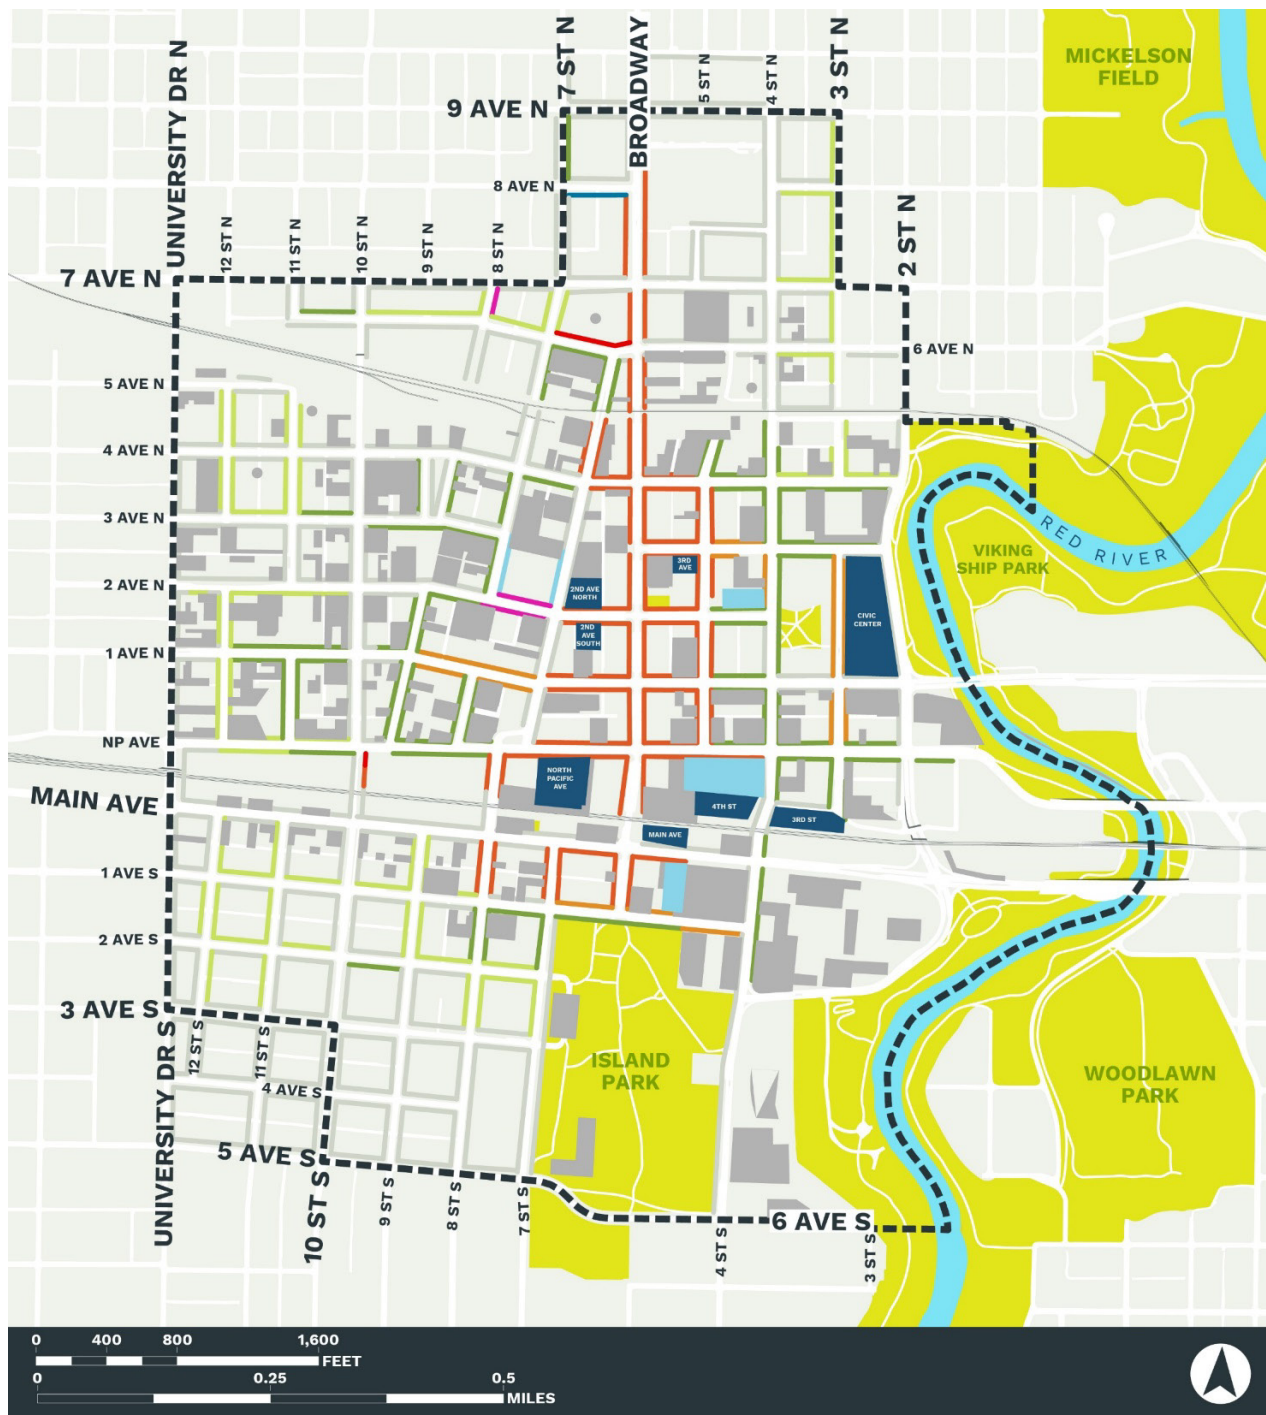 MICKELSON
FIELD
UNIVERSITY DR N
7 ST N
BROADWAY
5 ST N
4 ST N
3 ST N
9 AVE N
8 AVE N
2 ST N
12 ST N
11 ST N
10 ST N
9 ST N
8 ST N
7 AVE N
6 AVE N
5 AVE N
4 AVE N
3 AVE N
RED RIVER
VIKING
SHIP PARK
3RD
AVE
2 AVE N
2ND AVE
NORTH
CIVIC
CENTER
2ND
AVE
SOUTH
1 AVE N
NP AVE
NORTH
PACIFIC
AVE
MAIN AVE
4TH ST
3RD ST
MAIN AVE
1 AVE S
2 AVE S
3 AVE S
UNIVERSITY DR S
12 ST S
11 ST S
4 AVE S
ISLAND
PARK
WOODLAWN
PARK
5 AVE S
10 ST S
9 ST S
8 ST S
7 ST S
6 AVE S
4 ST S
3 ST S
0 400 800 1,600
FEET
0 0.25 0.5
MILES